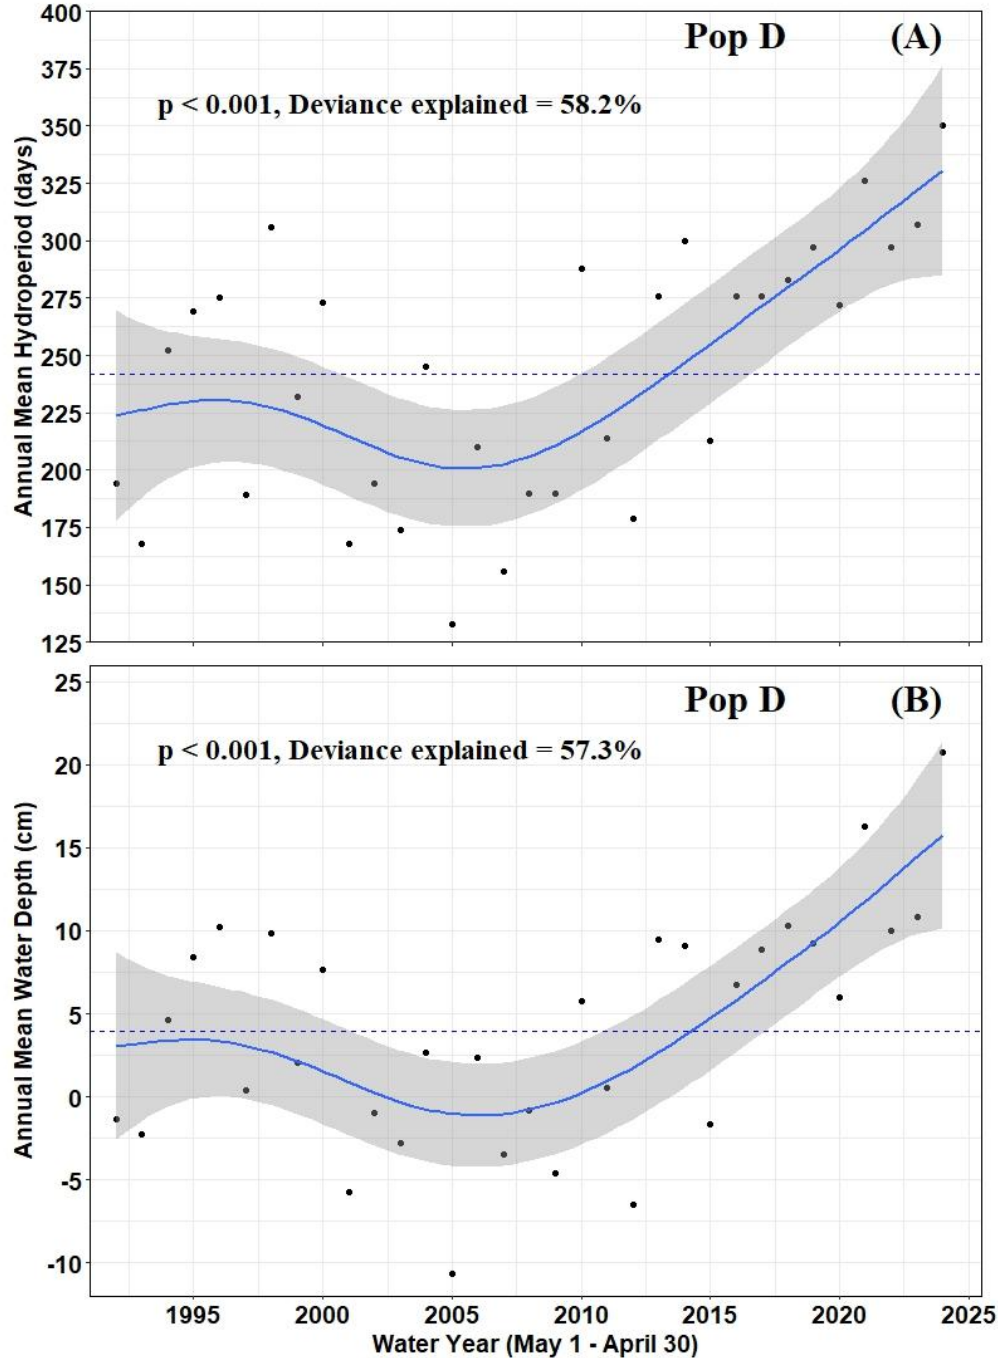 Pop D (A)
p < 0.001, Deviance explained = 58.2%
Annual Mean Hydroperiod (days)
400
375
350
325
300
275
250
225
200
175
150
125
Pop D (B)
p < 0.001, Deviance explained = 57.3%
Annual Mean Water Depth (cm)
25
20
15
10
5
0
-5
-10
1995 2000 2005 2010 2015 2020 2025
Water Year (May 1 - April 30)